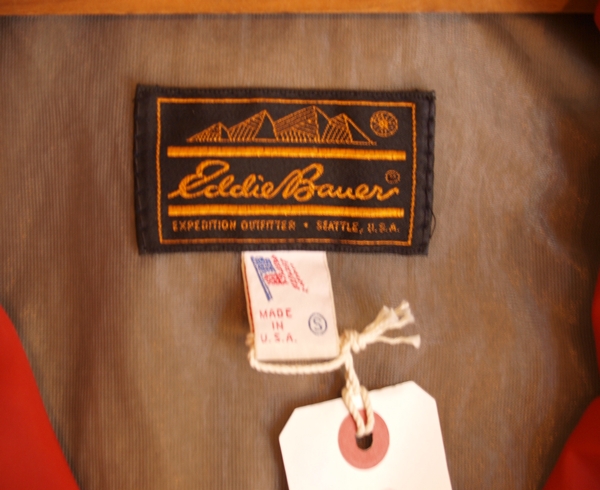 Eddie Bauer ®
EXPEDITION OUTFITTER • SEATTLE, U.S.A.
MADE
IN
U.S.A.
S